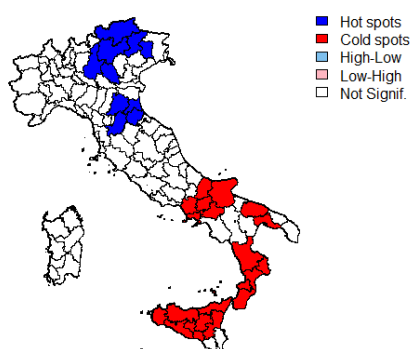 Hot spots
Cold spots
High-Low
Low-High
Not Signif.